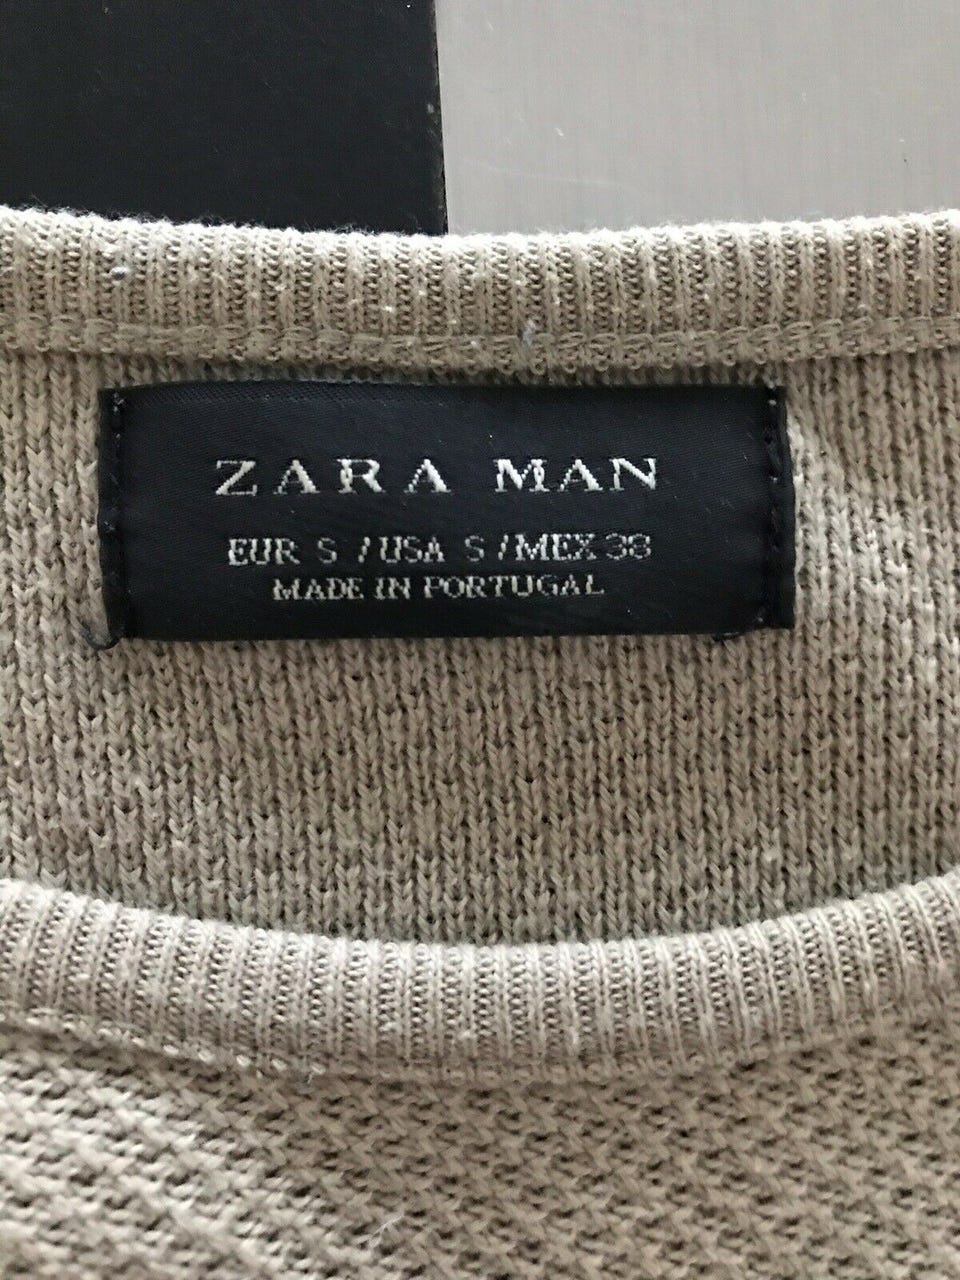 ZARA MAN
EUR S / USA S / MEX 38
MADE IN PORTUGAL